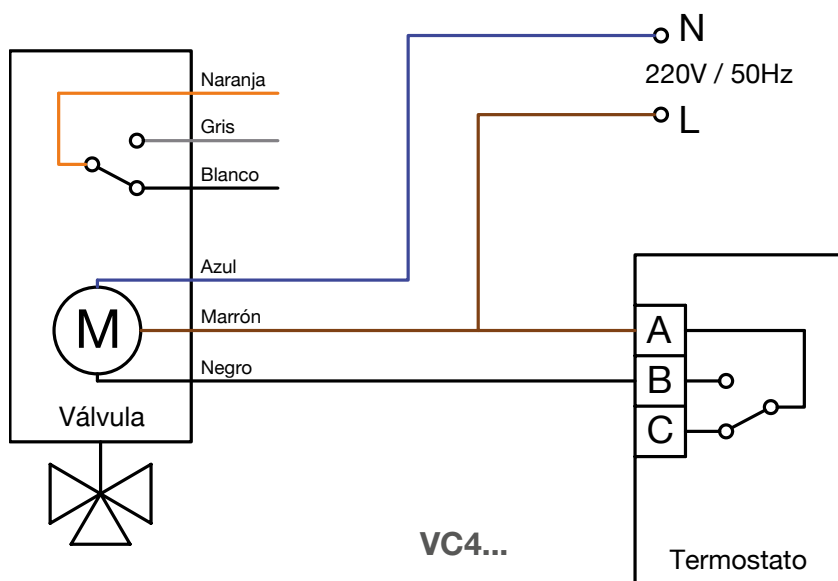 N
220V / 50Hz
L
Naranja
Gris
Blanco
Azul
Marrón
Negro
M
Válvula
A
B
C
VC4...
Termostato